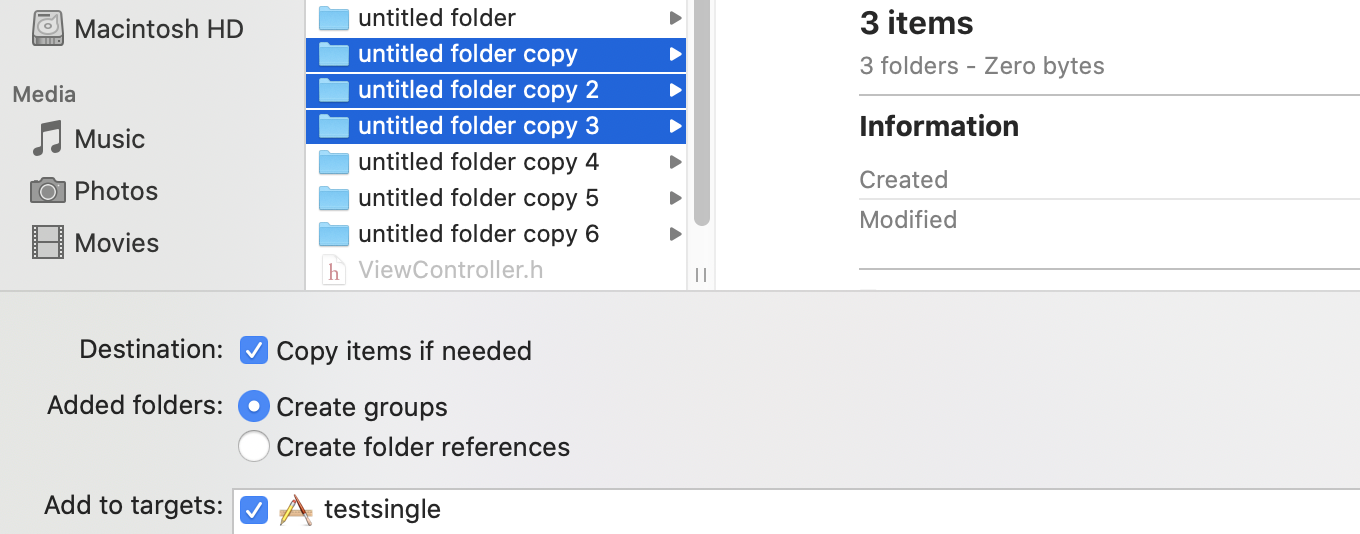 Macintosh HD
Media
Music
Photos
Movies
untitled folder
untitled folder copy
untitled folder copy 2
untitled folder copy 3
untitled folder copy 4
untitled folder copy 5
untitled folder copy 6
h ViewController.h
3 items
3 folders - Zero bytes
Information
Created
Modified
Destination: Copy items if needed
Added folders: Create groups
Create folder references
Add to targets: testsingle